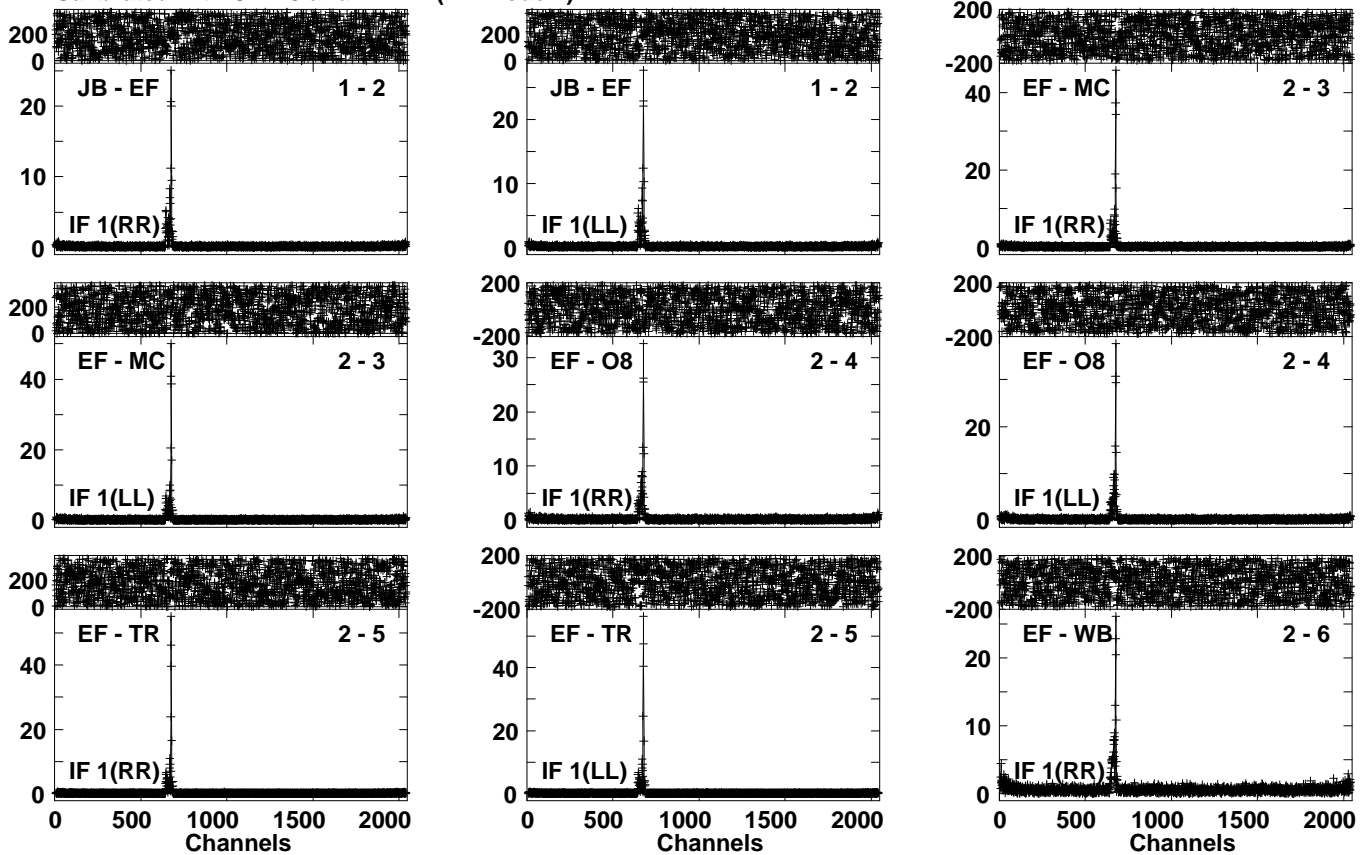 200 200 200
0 0 -200
JB - EF 1 - 2 JB - EF 1 - 2 EF - MC 2 - 3
20 20 40
10 10 20
IF 1(RR) IF 1(LL) IF 1(RR)
0 0 0
200 200 200
0 -200 -200
EF - MC 2 - 3 EF - O8 2 - 4 EF - O8 2 - 4
40 30
20 20 20
10
IF 1(LL) IF 1(RR) IF 1(LL)
0 0 0
200 200 200
0 -200 -200
EF - TR 2 - 5 EF - TR 2 - 5 EF - WB 2 - 6
40 40 20
20 20 10
IF 1(RR) IF 1(LL) IF 1(RR)
0 0 0
0 500 1000 1500 2000 0 500 1000 1500 2000 0 500 1000 1500 2000
Channels Channels Channels